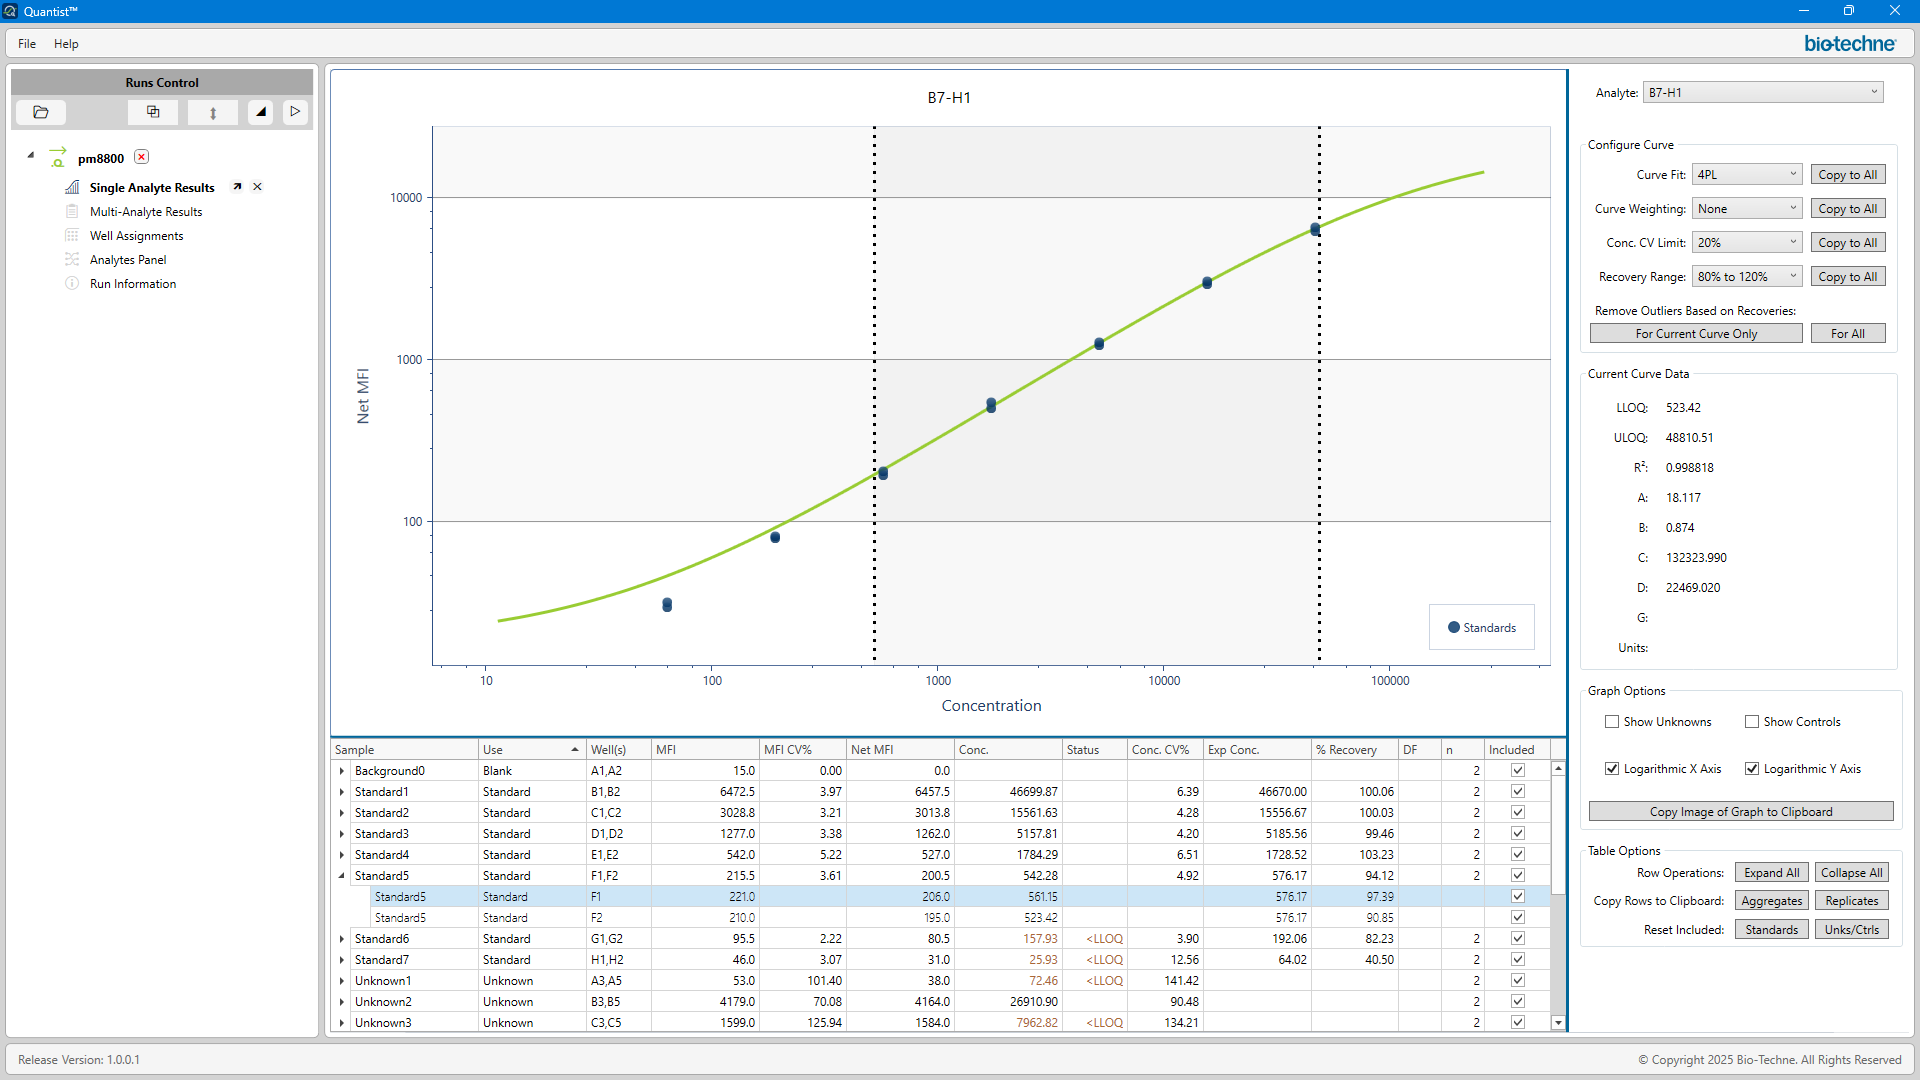 Quantist™
File Help
bio-techne
Runs Control
pm8800
Single Analyte Results
Multi-Analyte Results
Well Assignments
Analytes Panel
Run Information
B7-H1
Net MFI
10000
1000
100
10 100 1000 10000 100000
Concentration
Standards
Sample Use Well(s) MFI MFI CV% Net MFI Conc. Status Conc. CV% Exp Conc. % Recovery DF n Included
Background0 Blank A1,A2 15.0 0.00 0.0 2
Standard1 Standard B1,B2 6472.5 3.97 6457.5 46699.87 6.39 46670.00 100.06 2
Standard2 Standard C1,C2 3028.8 3.21 3013.8 15561.63 4.28 15556.67 100.03 2
Standard3 Standard D1,D2 1277.0 3.38 1262.0 5157.81 4.20 5185.56 99.46 2
Standard4 Standard E1,E2 542.0 5.22 527.0 1784.29 6.51 1728.52 103.23 2
Standard5 Standard F1,F2 215.5 3.61 200.5 542.28 4.92 576.17 94.12 2
Standard5 Standard F1 221.0 206.0 561.15 576.17 97.39
Standard5 Standard F2 210.0 195.0 523.42 576.17 90.85
Standard6 Standard G1,G2 95.5 2.22 80.5 157.93 <LLOQ 3.90 192.06 82.23 2
Standard7 Standard H1,H2 46.0 3.07 31.0 25.93 <LLOQ 12.56 64.02 40.50 2
Unknown1 Unknown A3,A5 53.0 101.40 38.0 72.46 <LLOQ 141.42 2
Unknown2 Unknown B3,B5 4179.0 70.08 4164.0 26910.90 90.48 2
Unknown3 Unknown C3,C5 1599.0 125.94 1584.0 7962.82 <LLOQ 134.21 2
Analyte: B7-H1
Configure Curve
Curve Fit: 4PL Copy to All
Curve Weighting: None Copy to All
Conc. CV Limit: 20% Copy to All
Recovery Range: 80% to 120% Copy to All
Remove Outliers Based on Recoveries:
For Current Curve Only For All
Current Curve Data
LLOQ: 523.42
ULOQ: 48810.51
R²: 0.998818
A: 18.117
B: 0.874
C: 132323.990
D: 22469.020
G:
Units:
Graph Options
Show Unknowns Show Controls
Logarithmic X Axis Logarithmic Y Axis
Copy Image of Graph to Clipboard
Table Options
Row Operations: Expand All Collapse All
Copy Rows to Clipboard: Aggregates Replicates
Reset Included: Standards Unks/Ctrls
Release Version: 1.0.0.1
© Copyright 2025 Bio-Techne. All Rights Reserved